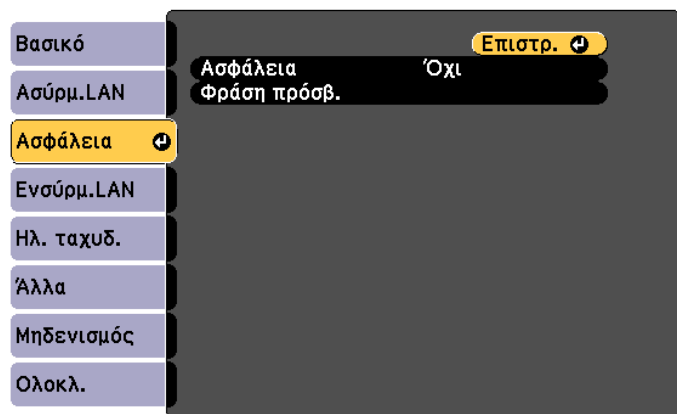 Βασικό
Ασύρμ.LAN
Ασφάλεια
Ενσύρμ.LAN
Ηλ. ταχυδ.
Άλλα
Μηδενισμός
Ολοκλ.
Επιστρ.
Ασφάλεια Όχι
Φράση πρόσβ.